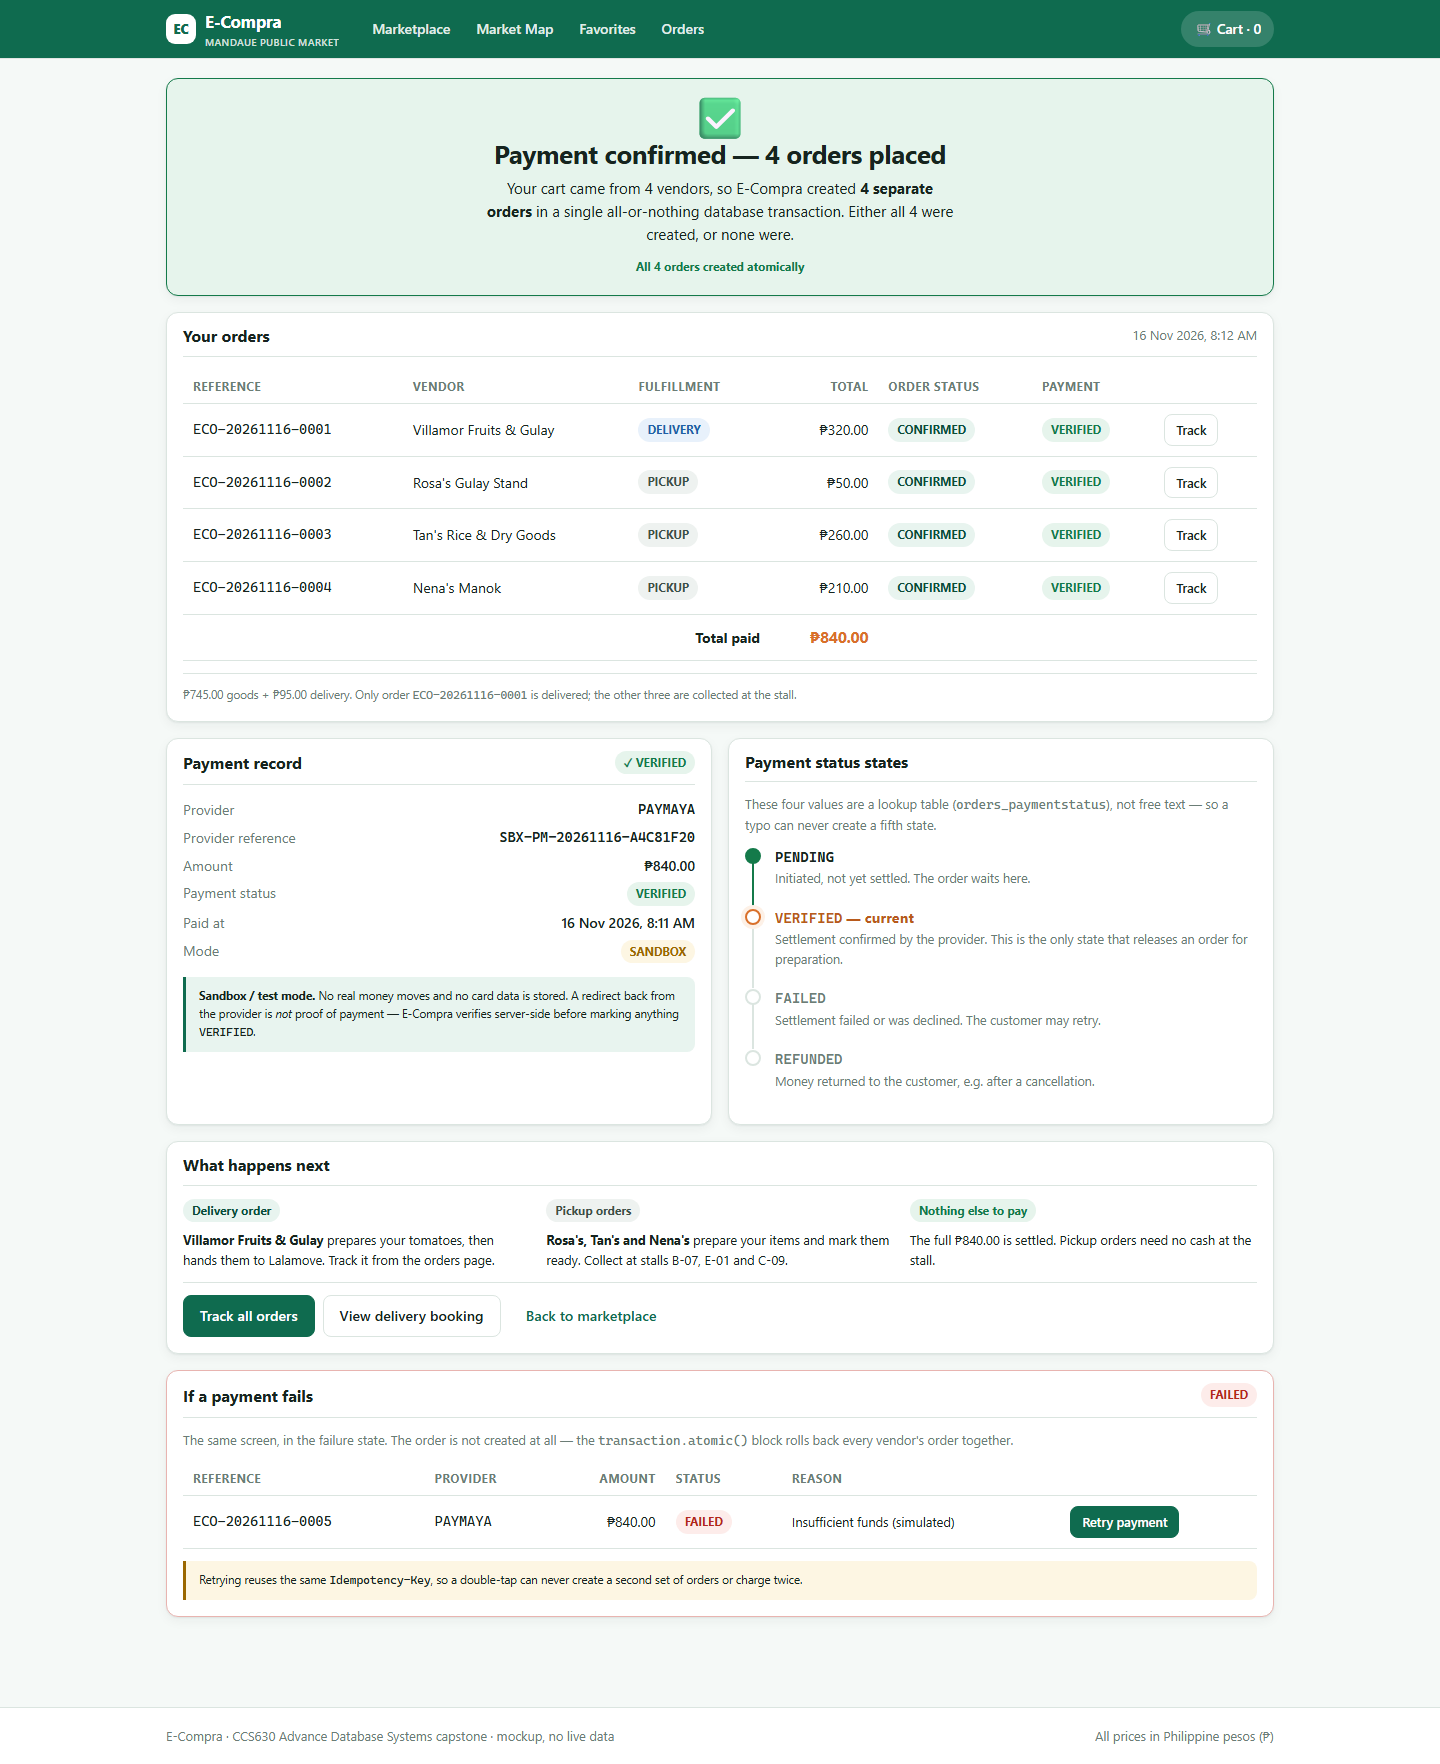 EC
E-Compra
MANDAUE PUBLIC MARKET
Marketplace
Market Map
Favorites
Orders
Cart · 0
Payment confirmed — 4 orders placed
Your cart came from 4 vendors, so E-Compra created 4 separate
orders in a single all-or-nothing database transaction. Either all 4 were
created, or none were.
All 4 orders created atomically
Your orders
16 Nov 2026, 8:12 AM
REFERENCE VENDOR FULFILLMENT TOTAL ORDER STATUS PAYMENT
ECO-20261116-0001 Villamor Fruits & Gulay DELIVERY ₱320.00 CONFIRMED VERIFIED Track
ECO-20261116-0002 Rosa's Gulay Stand PICKUP ₱50.00 CONFIRMED VERIFIED Track
ECO-20261116-0003 Tan's Rice & Dry Goods PICKUP ₱260.00 CONFIRMED VERIFIED Track
ECO-20261116-0004 Nena's Manok PICKUP ₱210.00 CONFIRMED VERIFIED Track
Total paid ₱840.00
₱745.00 goods + ₱95.00 delivery. Only order ECO-20261116-0001 is delivered; the other three are collected at the stall.
Payment record
✓ VERIFIED
Provider PAYMAYA
Provider reference SBX-PM-20261116-A4C81F20
Amount ₱840.00
Payment status VERIFIED
Paid at 16 Nov 2026, 8:11 AM
Mode SANDBOX
Sandbox / test mode. No real money moves and no card data is stored. A redirect back from
the provider is not proof of payment — E-Compra verifies server-side before marking anything
VERIFIED.
Payment status states
These four values are a lookup table (orders_paymentstatus), not free text — so a
typo can never create a fifth state.
PENDING
Initiated, not yet settled. The order waits here.
VERIFIED — current
Settlement confirmed by the provider. This is the only state that releases an order for
preparation.
FAILED
Settlement failed or was declined. The customer may retry.
REFUNDED
Money returned to the customer, e.g. after a cancellation.
What happens next
Delivery order
Villamor Fruits & Gulay prepares your tomatoes, then
hands them to Lalamove. Track it from the orders page.
Pickup orders
Rosa's, Tan's and Nena's prepare your items and mark them
ready. Collect at stalls B-07, E-01 and C-09.
Nothing else to pay
The full ₱840.00 is settled. Pickup orders need no cash at the
stall.
Track all orders
View delivery booking
Back to marketplace
If a payment fails
FAILED
The same screen, in the failure state. The order is not created at all — the transaction.atomic() block rolls back every vendor's order together.
REFERENCE PROVIDER AMOUNT STATUS REASON
ECO-20261116-0005 PAYMAYA ₱840.00 FAILED Insufficient funds (simulated) Retry payment
Retrying reuses the same Idempotency-Key, so a double-tap can never create a second set of orders or charge twice.
E-Compra · CCS630 Advance Database Systems capstone · mockup, no live data
All prices in Philippine pesos (₱)